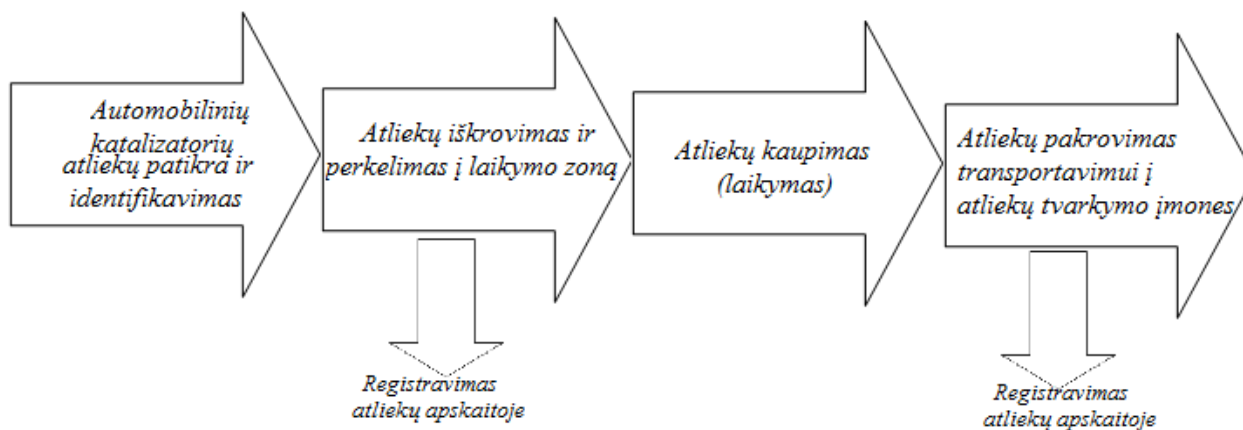 Automobilinių
katalizatorių
atliekų patikra ir
identifikavimas
Atliekų iškrovimas ir
perkelimas į laikymo zoną
Atliekų kaupimas
(laikymas)
Atliekų pakrovimas
transportavimui į
atliekų tvarkymo įmones
Registravimas
atliekų apskaitoje
Registravimas
atliekų apskaitoje